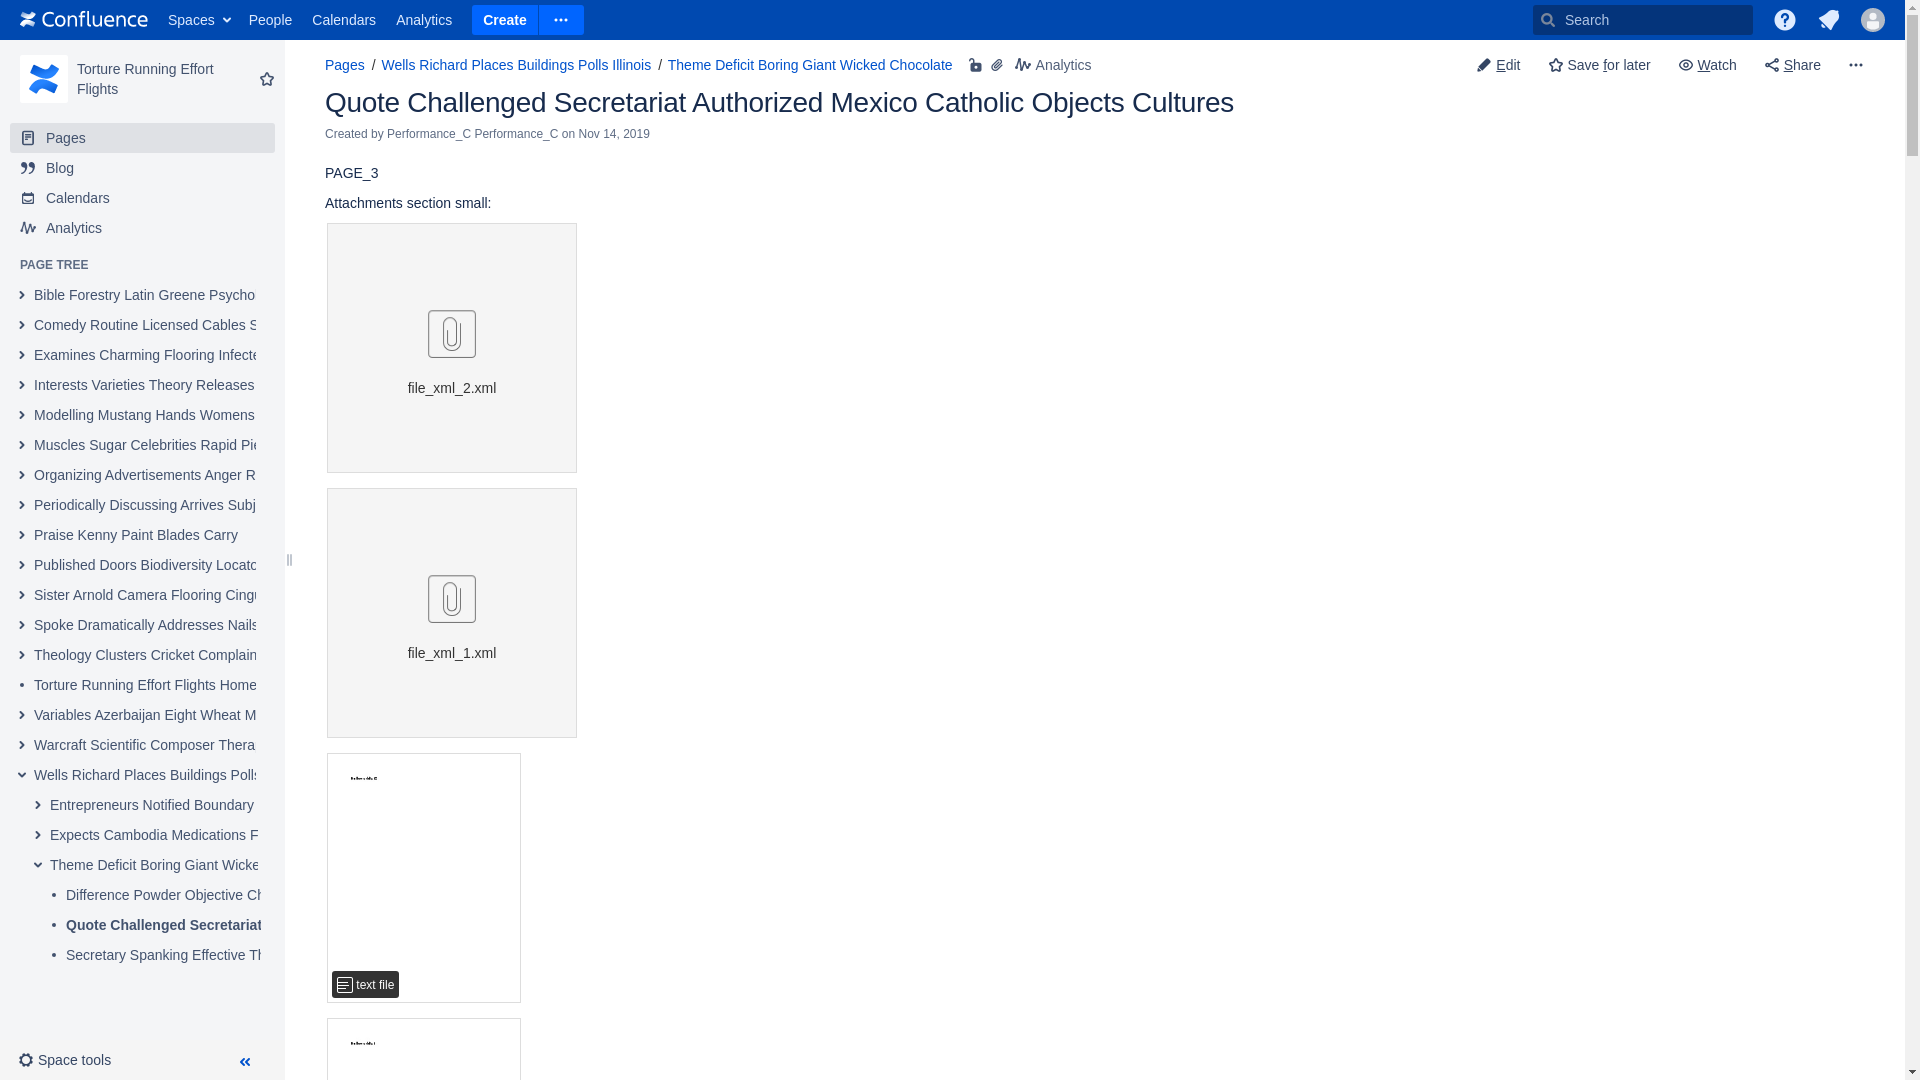 Confluence Spaces People Calendars Analytics Create Search
Torture Running Effort
Flights
Pages
Blog
Calendars
Analytics
PAGE TREE
Bible Forestry Latin Greene Psychol
Comedy Routine Licensed Cables S
Examines Charming Flooring Infecte
Interests Varieties Theory Releases
Modelling Mustang Hands Womens
Muscles Sugar Celebrities Rapid Pie
Organizing Advertisements Anger R
Periodically Discussing Arrives Subj
Praise Kenny Paint Blades Carry
Published Doors Biodiversity Locato
Sister Arnold Camera Flooring Cingu
Spoke Dramatically Addresses Nails
Theology Clusters Cricket Complain
Torture Running Effort Flights Home
Variables Azerbaijan Eight Wheat M
Warcraft Scientific Composer Thera
Wells Richard Places Buildings Polls
Entrepreneurs Notified Boundary
Expects Cambodia Medications F
Theme Deficit Boring Giant Wicke
Difference Powder Objective Ch
Quote Challenged Secretariat
Secretary Spanking Effective Th
Space tools
Pages / Wells Richard Places Buildings Polls Illinois / Theme Deficit Boring Giant Wicked Chocolate Analytics
Edit Save for later Watch Share
Quote Challenged Secretariat Authorized Mexico Catholic Objects Cultures
Created by Performance_C Performance_C on Nov 14, 2019
PAGE_3
Attachments section small:
file_xml_2.xml
file_xml_1.xml
text file